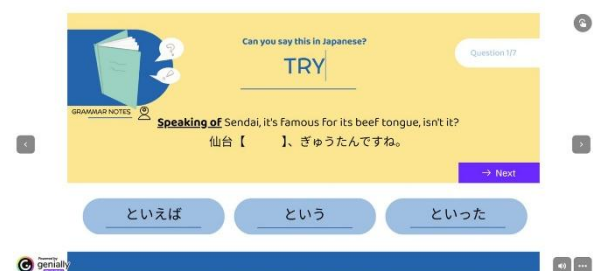 Can you say this in Japanese?
TRY
Question 1/7
GRAMMAR NOTES
Speaking of Sendai, it's famous for its beef tongue, isn't it?
仙台【 】、ぎゅうたんですね。
→ Next
といえば
という
といった
Powered by
genially